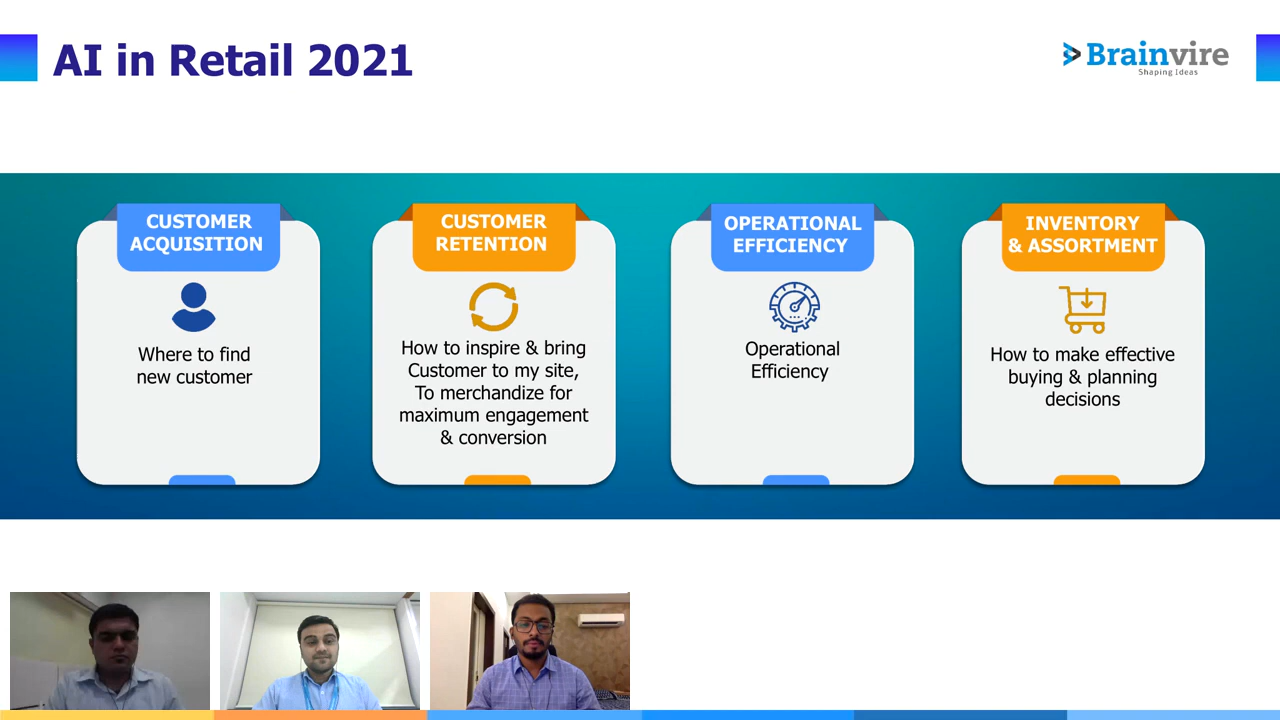 AI in Retail 2021
Brainvire
Shaping Ideas
CUSTOMER
ACQUISITION
Where to find
new customer
CUSTOMER
RETENTION
How to inspire & bring
Customer to my site,
To merchandize for
maximum engagement
& conversion
OPERATIONAL
EFFICIENCY
Operational
Efficiency
INVENTORY
& ASSORTMENT
How to make effective
buying & planning
decisions